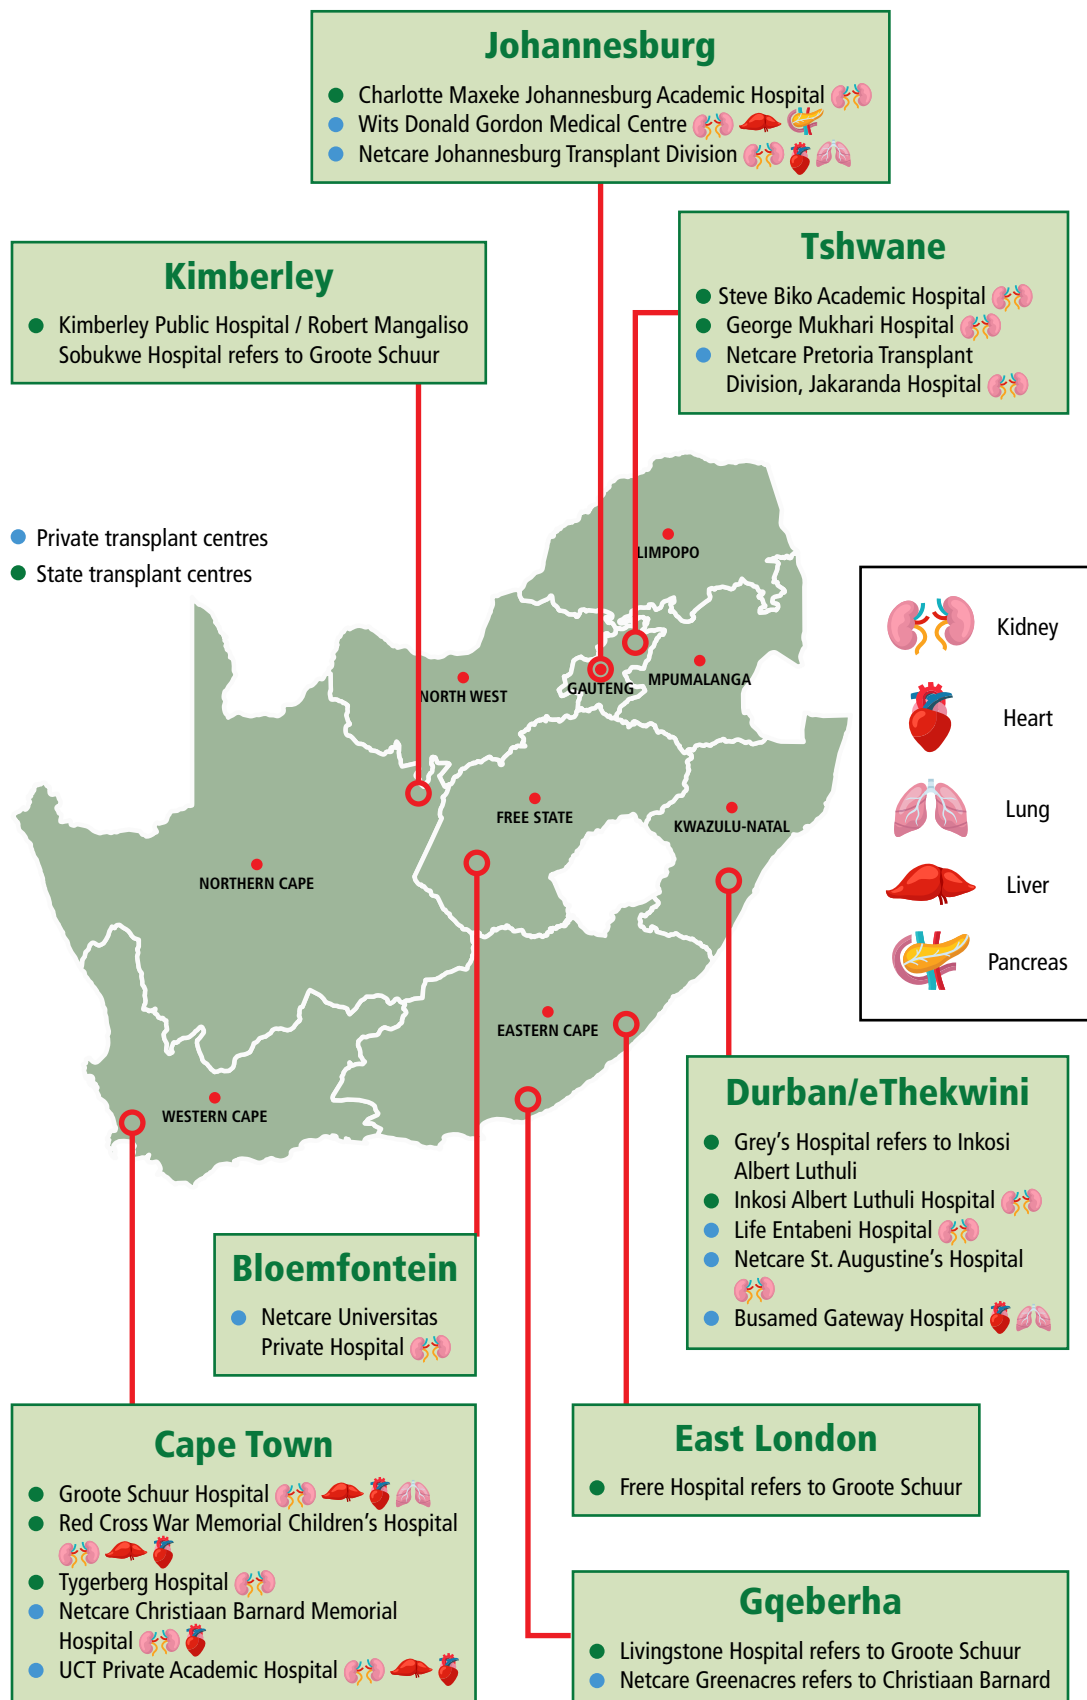 Johannesburg
Charlotte Maxeke Johannesburg Academic Hospital
Wits Donald Gordon Medical Centre
Netcare Johannesburg Transplant Division
Kimberley
Kimberley Public Hospital / Robert Mangaliso
Sobukwe Hospital refers to Groote Schuur
Tshwane
Steve Biko Academic Hospital
George Mukhari Hospital
Netcare Pretoria Transplant
Division, Jakaranda Hospital
Private transplant centres
State transplant centres
LIMPOPO
NORTH WEST
GAUTENG
MPUMALANGA
FREE STATE
KWAZULU-NATAL
NORTHERN CAPE
EASTERN CAPE
WESTERN CAPE
Kidney
Heart
Lung
Liver
Pancreas
Durban/eThekwini
Grey's Hospital refers to Inkosi
Albert Luthuli
Inkosi Albert Luthuli Hospital
Life Entabeni Hospital
Netcare St. Augustine's Hospital
Busamed Gateway Hospital
Bloemfontein
Netcare Universitas
Private Hospital
Cape Town
Groote Schuur Hospital
Red Cross War Memorial Children's Hospital
Tygerberg Hospital
Netcare Christiaan Barnard Memorial
Hospital
UCT Private Academic Hospital
East London
Frere Hospital refers to Groote Schuur
Gqeberha
Livingstone Hospital refers to Groote Schuur
Netcare Greenacres refers to Christiaan Barnard